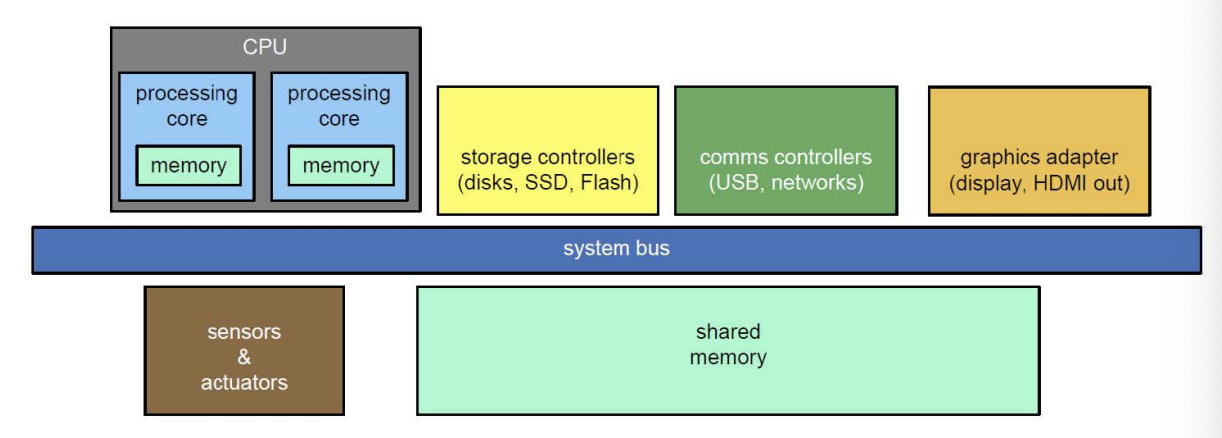 CPU
processing
core
memory
processing
core
memory
storage controllers
(disks, SSD, Flash)
comms controllers
(USB, networks)
graphics adapter
(display, HDMI out)
system bus
sensors
&
actuators
shared
memory